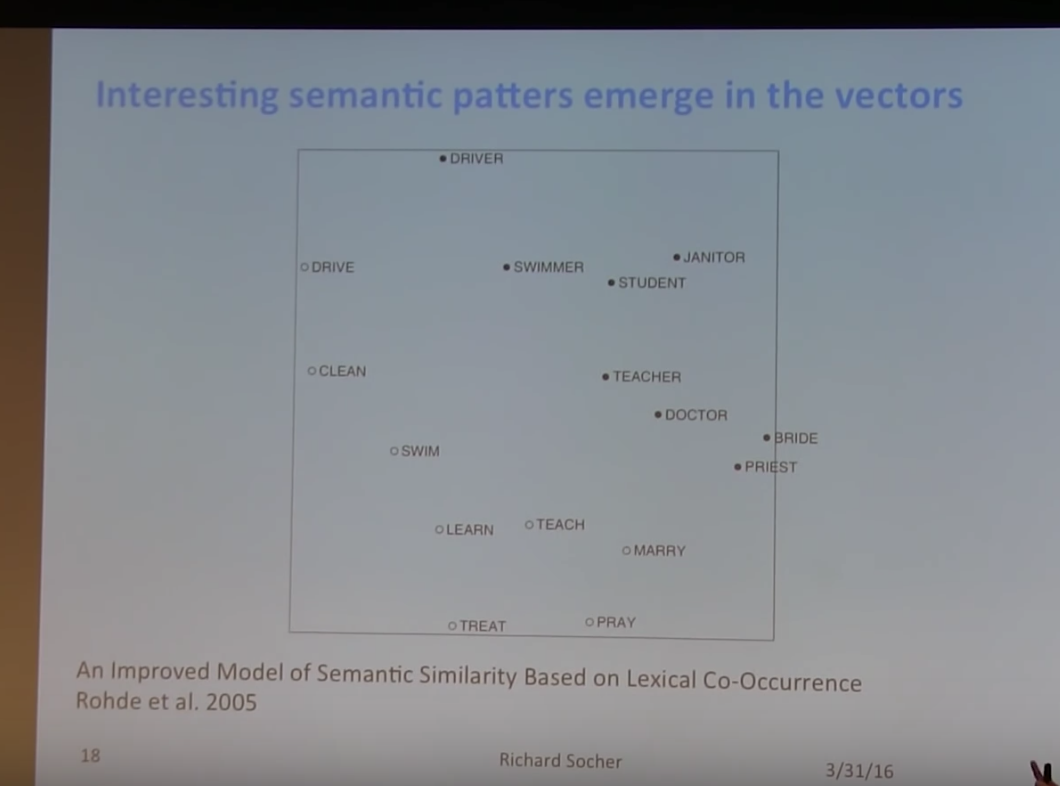 Interesting semantic patters emerge in the vectors
DRIVER
JANITOR
DRIVE
SWIMMER
STUDENT
CLEAN
TEACHER
DOCTOR
BRIDE
SWIM
PRIEST
LEARN
TEACH
MARRY
TREAT
PRAY
An Improved Model of Semantic Similarity Based on Lexical Co-Occurrence
Rohde et al. 2005
18
Richard Socher
3/31/16